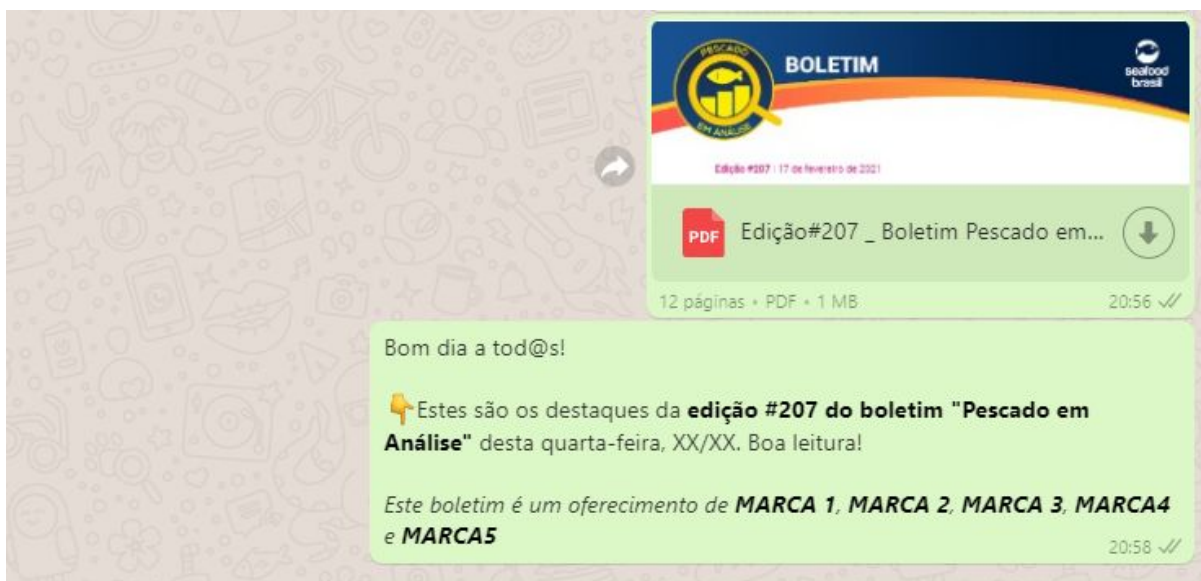 PESCADO
EM ANÁLISE
BOLETIM
seafood
brasil
Edição #207 | 17 de fevereiro de 2021
PDF
Edição#207 _ Boletim Pescado em...
12 páginas • PDF • 1 MB
20:56
Bom dia a tod@s!
👇Estes são os destaques da edição #207 do boletim "Pescado em
Análise" desta quarta-feira, XX/XX. Boa leitura!
Este boletim é um oferecimento de MARCA 1, MARCA 2, MARCA 3, MARCA4
e MARCA5
20:58